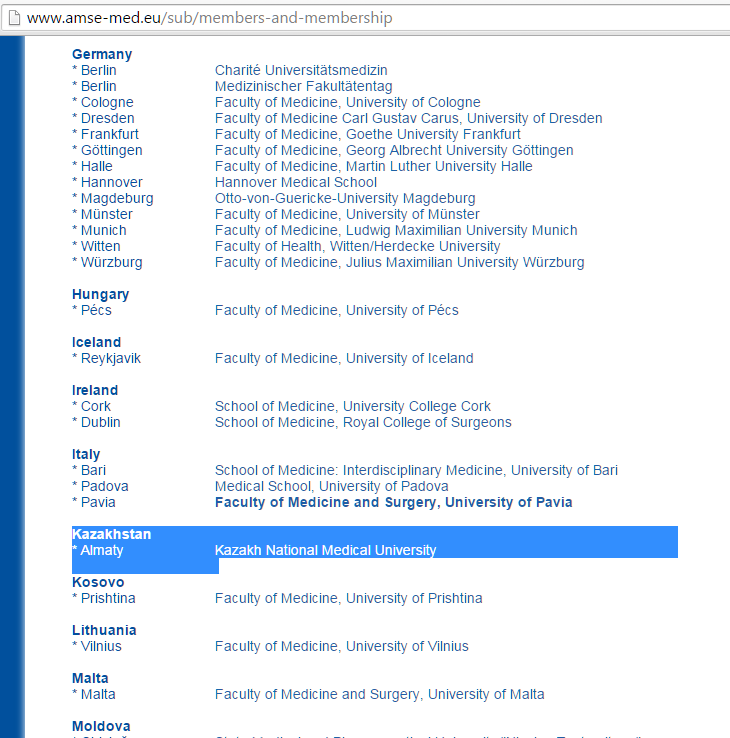 www.amse-med.eu/sub/members-and-membership
Germany
* Berlin Charité Universitätsmedizin
* Berlin Medizinischer Fakultätentag
* Cologne Faculty of Medicine, University of Cologne
* Dresden Faculty of Medicine Carl Gustav Carus, University of Dresden
* Frankfurt Faculty of Medicine, Goethe University Frankfurt
* Göttingen Faculty of Medicine, Georg Albrecht University Göttingen
* Halle Faculty of Medicine, Martin Luther University Halle
* Hannover Hannover Medical School
* Magdeburg Otto-von-Guericke-University Magdeburg
* Münster Faculty of Medicine, University of Münster
* Munich Faculty of Medicine, Ludwig Maximilian University Munich
* Witten Faculty of Health, Witten/Herdecke University
* Würzburg Faculty of Medicine, Julius Maximilian University Würzburg
Hungary
* Pécs Faculty of Medicine, University of Pécs
Iceland
* Reykjavik Faculty of Medicine, University of Iceland
Ireland
* Cork School of Medicine, University College Cork
* Dublin School of Medicine, Royal College of Surgeons
Italy
* Bari School of Medicine: Interdisciplinary Medicine, University of Bari
* Padova Medical School, University of Padova
* Pavia Faculty of Medicine and Surgery, University of Pavia
Kazakhstan
* Almaty Kazakh National Medical University
Kosovo
* Prishtina Faculty of Medicine, University of Prishtina
Lithuania
* Vilnius Faculty of Medicine, University of Vilnius
Malta
* Malta Faculty of Medicine and Surgery, University of Malta
Moldova